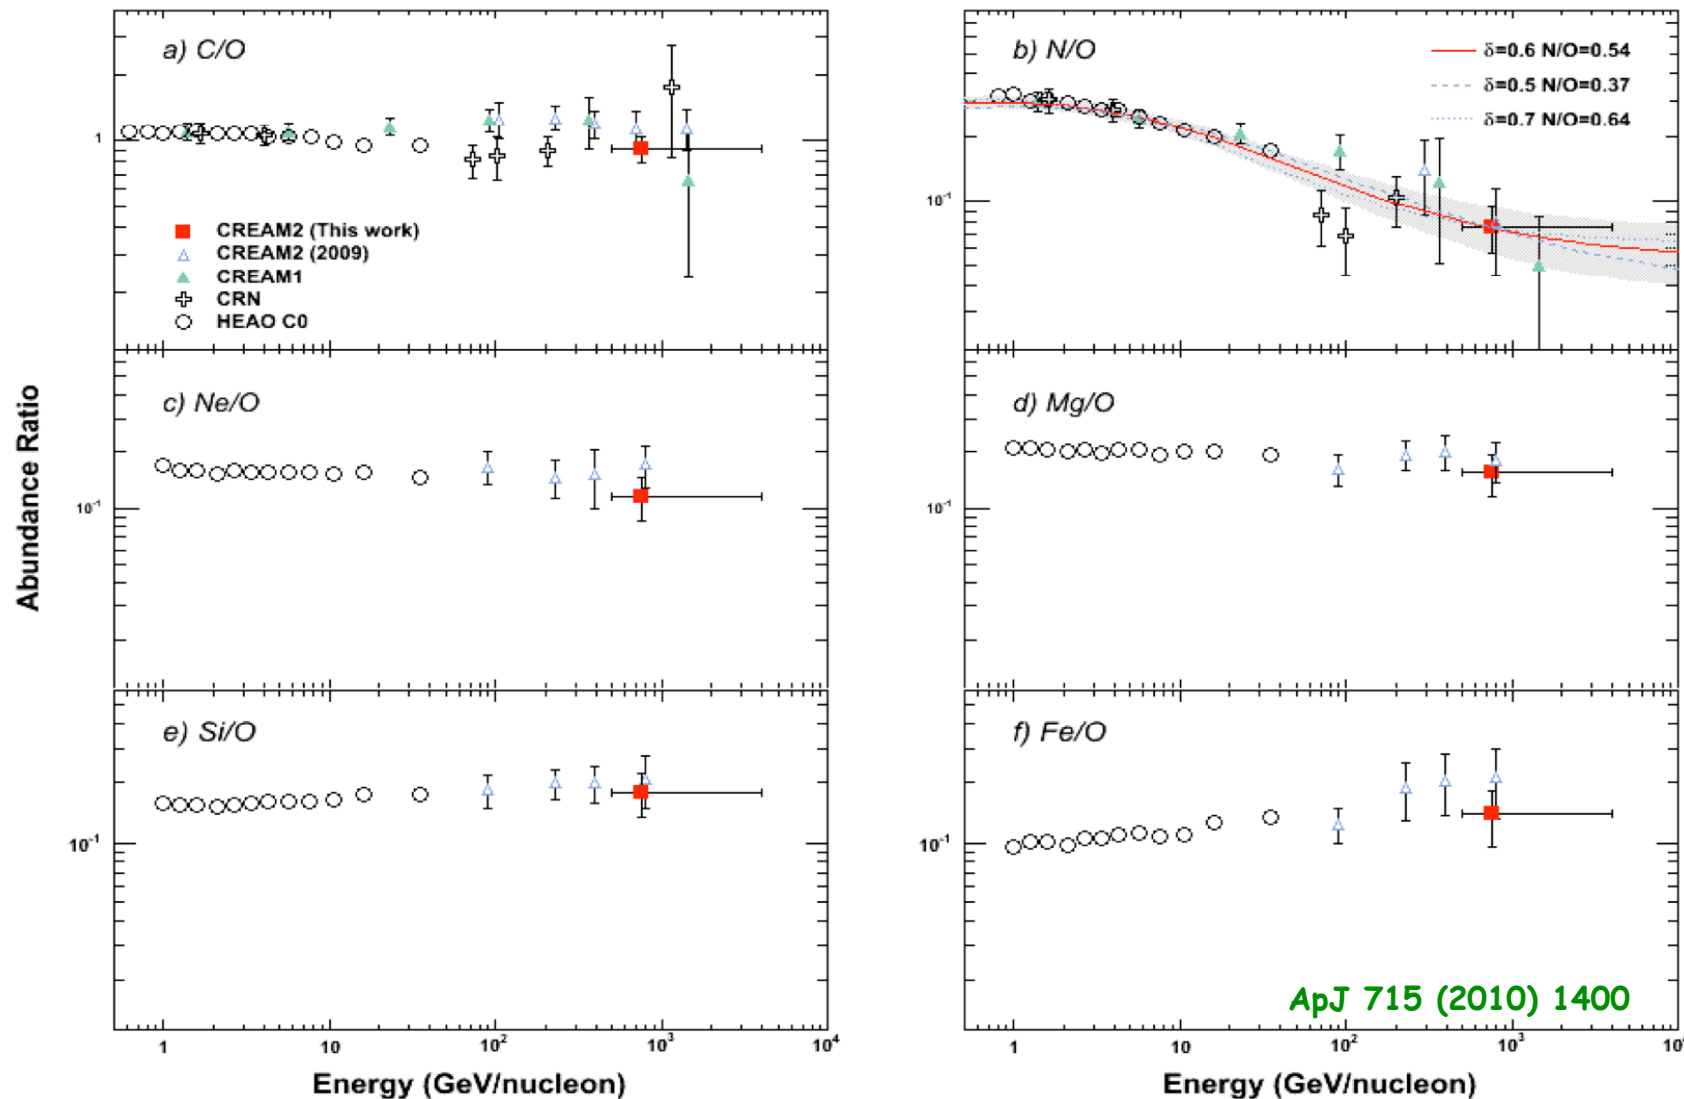 a) C/O
1
CREAM2 (This work)
CREAM2 (2009)
CREAM1
CRN
HEAO C0
b) N/O
δ=0.6 N/O=0.54
δ=0.5 N/O=0.37
δ=0.7 N/O=0.64
10⁻¹
Abundance Ratio
c) Ne/O
10⁻¹
d) Mg/O
10⁻¹
e) Si/O
10⁻¹
1 10 10² 10³ 10⁴
Energy (GeV/nucleon)
f) Fe/O
10⁻¹
ApJ 715 (2010) 1400
1 10 10² 10³
Energy (GeV/nucleon)